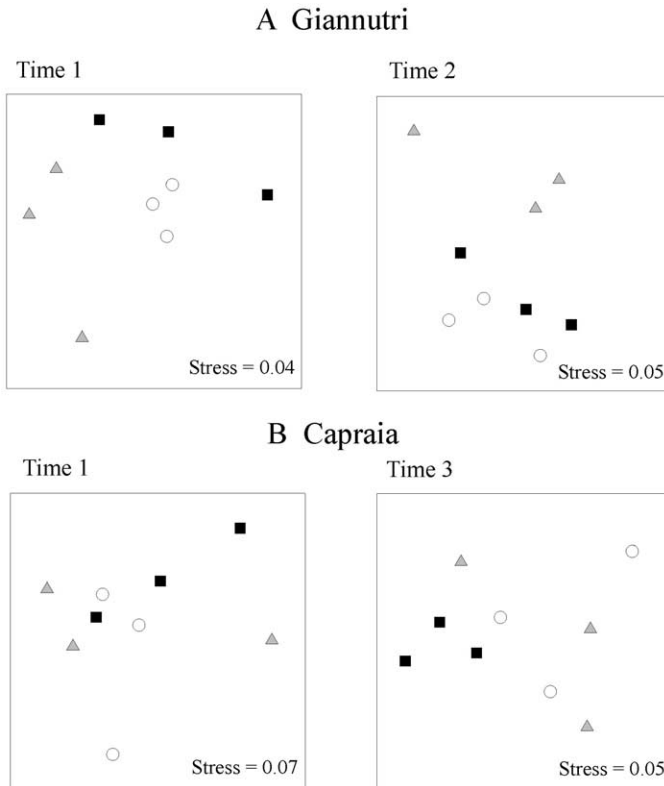 A Giannutri
Time 1
Time 2
Stress = 0.04
Stress = 0.05
B Capraia
Time 1
Time 3
Stress = 0.07
Stress = 0.05